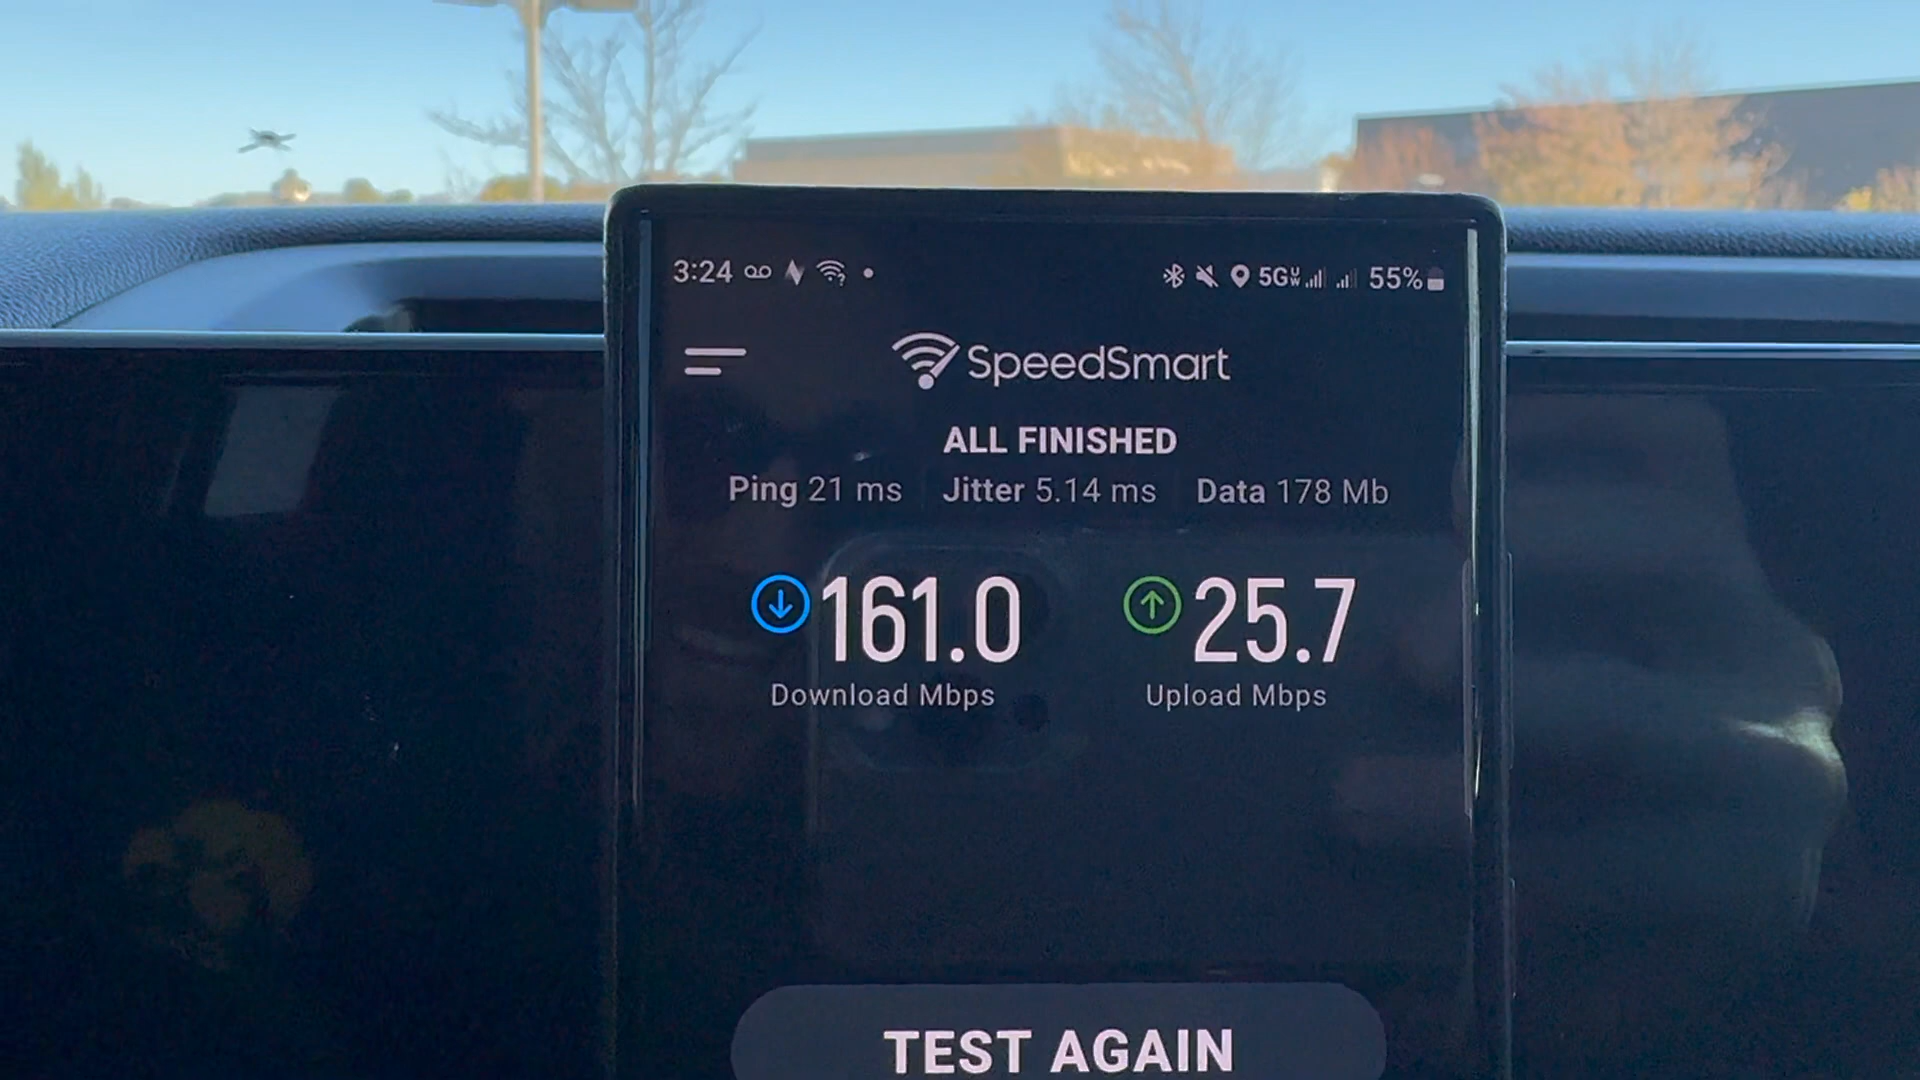 3:24 5G UW 55%
SpeedSmart
ALL FINISHED
Ping 21 ms Jitter 5.14 ms Data 178 Mb
161.0 25.7
Download Mbps Upload Mbps
TEST AGAIN